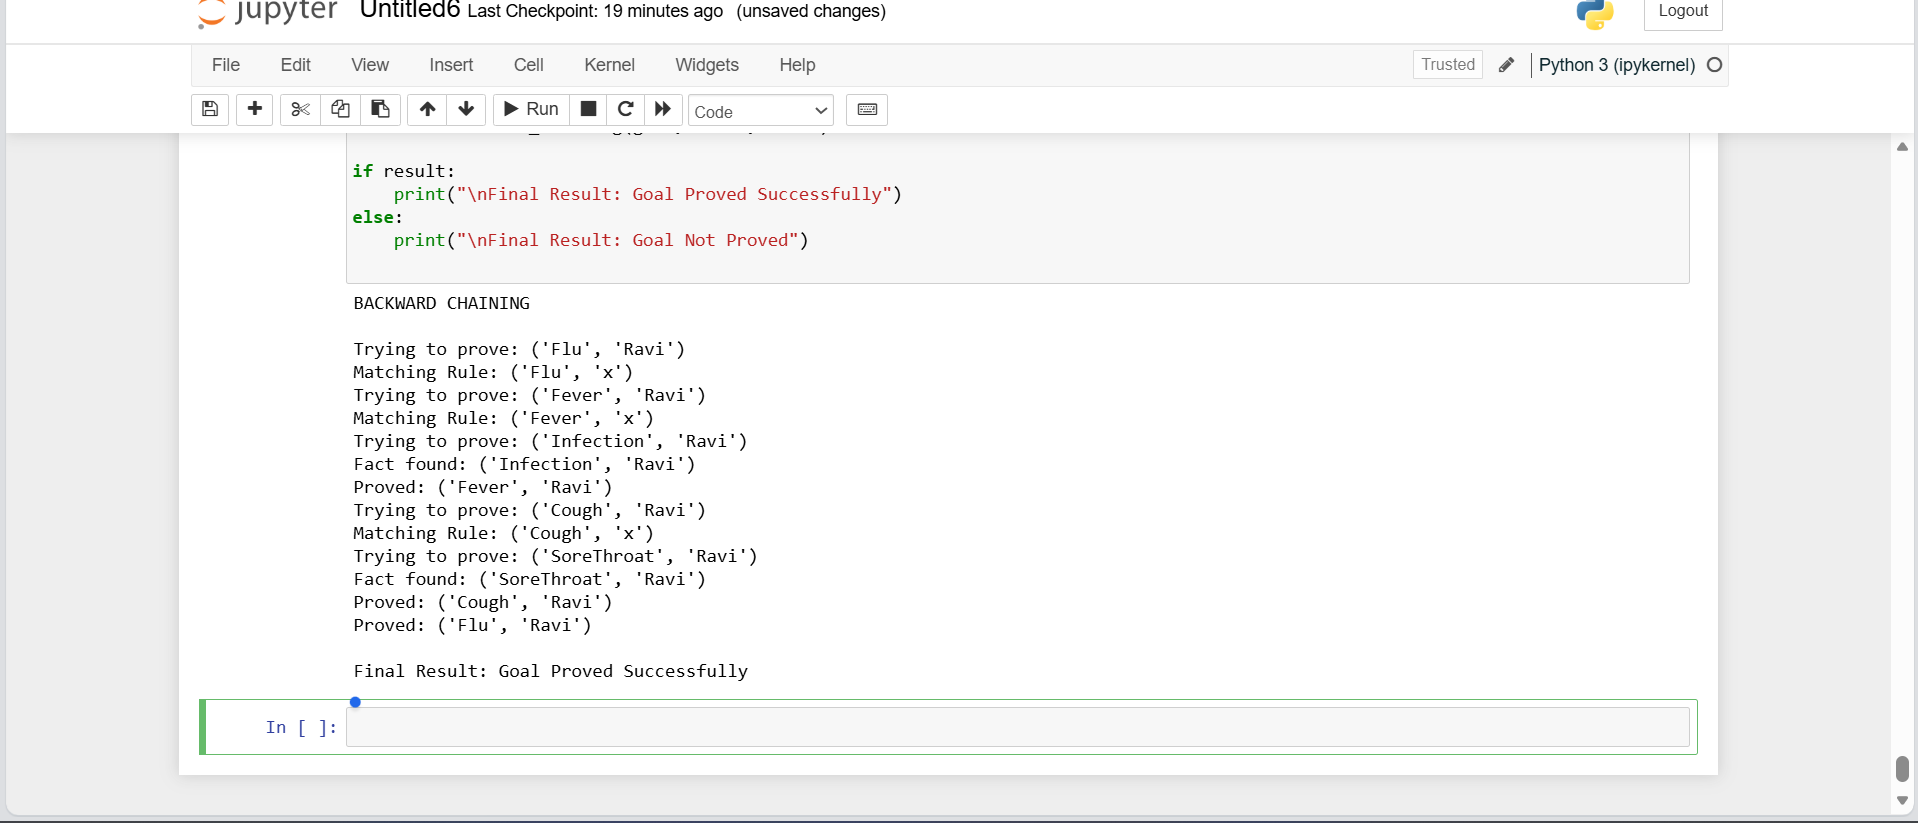 jupyter Untitled6 Last Checkpoint: 19 minutes ago (unsaved changes)
Logout
File Edit View Insert Cell Kernel Widgets Help
Trusted Python 3 (ipykernel)
Run Code
if result:
    print("\nFinal Result: Goal Proved Successfully")
else:
    print("\nFinal Result: Goal Not Proved")
BACKWARD CHAINING
Trying to prove: ('Flu', 'Ravi')
Matching Rule: ('Flu', 'x')
Trying to prove: ('Fever', 'Ravi')
Matching Rule: ('Fever', 'x')
Trying to prove: ('Infection', 'Ravi')
Fact found: ('Infection', 'Ravi')
Proved: ('Fever', 'Ravi')
Trying to prove: ('Cough', 'Ravi')
Matching Rule: ('Cough', 'x')
Trying to prove: ('SoreThroat', 'Ravi')
Fact found: ('SoreThroat', 'Ravi')
Proved: ('Cough', 'Ravi')
Proved: ('Flu', 'Ravi')
Final Result: Goal Proved Successfully
In [ ]: